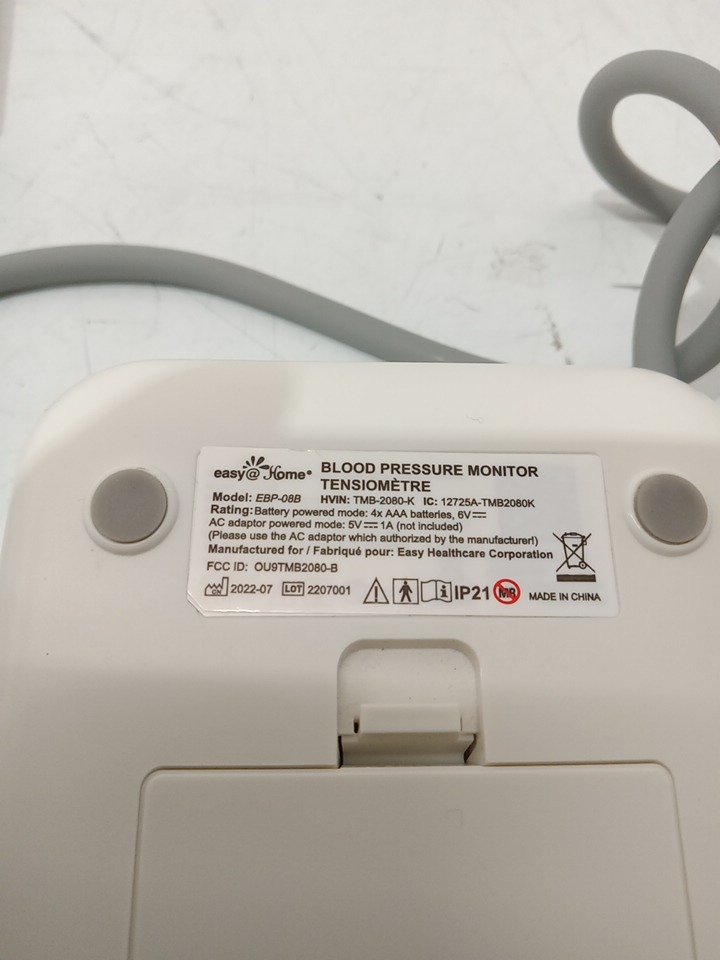 easy@Home® BLOOD PRESSURE MONITOR
TENSIOMÈTRE
Model: EBP-08B HVIN: TMB-2080-K IC: 12725A-TMB2080K
Rating: Battery powered mode: 4x AAA batteries, 6V⎓
AC adaptor powered mode: 5V⎓1A (not included)
(Please use the AC adaptor which authorized by the manufacturer!)
Manufactured for / Fabriqué pour: Easy Healthcare Corporation
FCC ID: OU9TMB2080-B
CN 2022-07 LOT 2207001 IP21 MR MADE IN CHINA